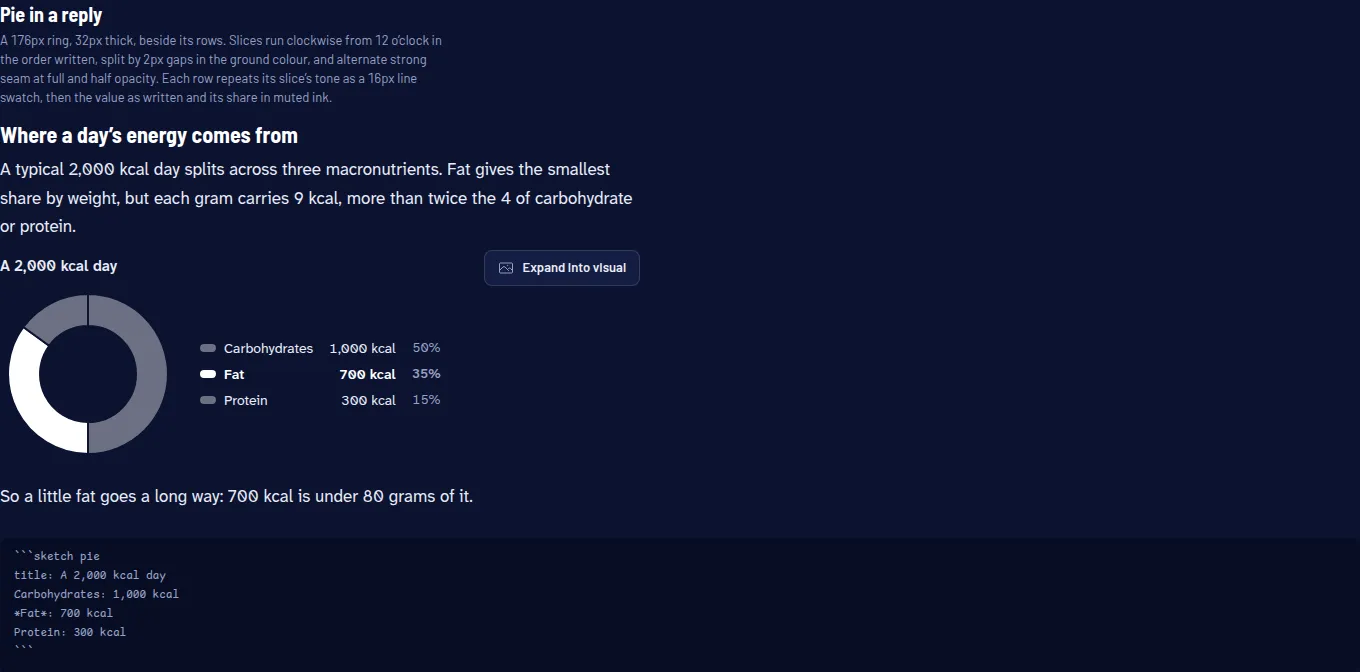 Pie in a reply
A 176px ring, 32px thick, beside its rows. Slices run clockwise from 12 o'clock in
the order written, split by 2px gaps in the ground colour, and alternate strong
seam at full and half opacity. Each row repeats its slice's tone as a 16px line
swatch, then the value as written and its share in muted ink.
Where a day's energy comes from
A typical 2,000 kcal day splits across three macronutrients. Fat gives the smallest
share by weight, but each gram carries 9 kcal, more than twice the 4 of carbohydrate
or protein.
A 2,000 kcal day
Expand into visual
Carbohydrates 1,000 kcal 50%
Fat 700 kcal 35%
Protein 300 kcal 15%
So a little fat goes a long way: 700 kcal is under 80 grams of it.
```sketch pie
title: A 2,000 kcal day
Carbohydrates: 1,000 kcal
*Fat*: 700 kcal
Protein: 300 kcal
```